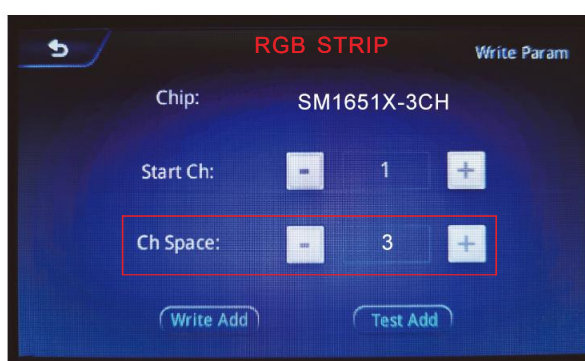 RGB STRIP
Write Param
Chip: SM1651X-3CH
Start Ch: - 1 +
Ch Space: - 3 +
Write Add Test Add